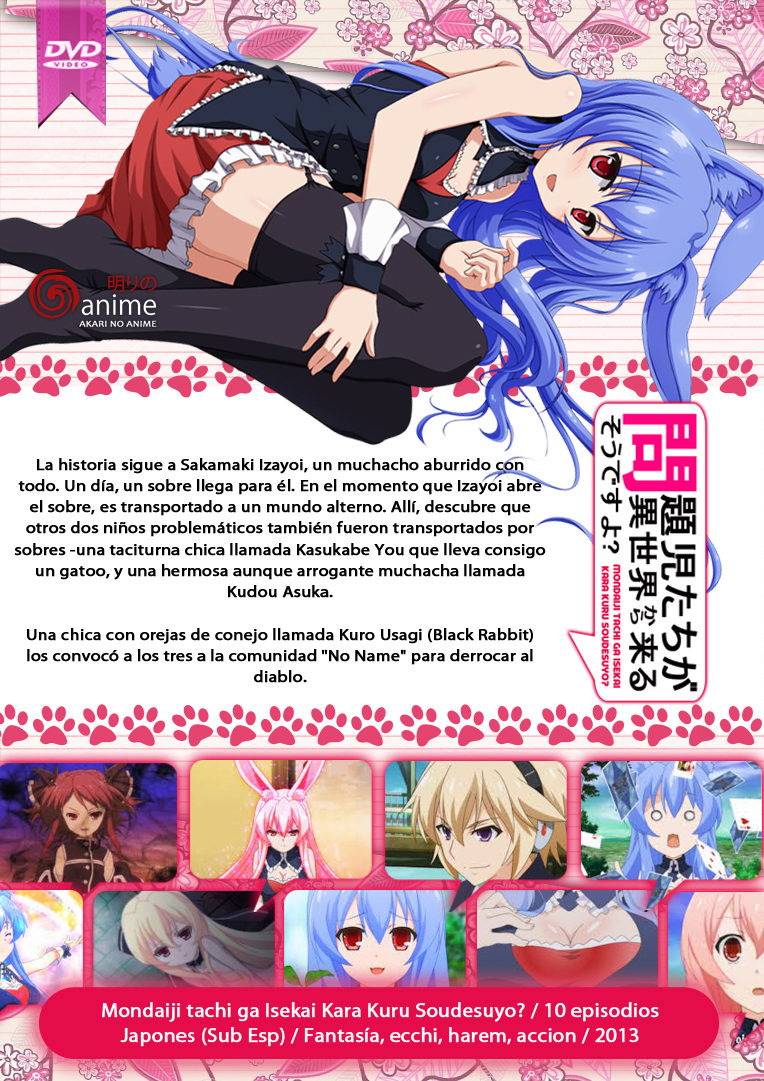 DVD
VIDEO
明りの
anime
AKARI NO ANIME
La historia sigue a Sakamaki Izayoi, un muchacho aburrido con
todo. Un día, un sobre llega para él. En el momento que Izayoi abre
el sobre, es transportado a un mundo alterno. Allí, descubre que
otros dos niños problemáticos también fueron transportados por
sobres -una taciturna chica llamada Kasukabe You que lleva consigo
un gatoo, y una hermosa aunque arrogante muchacha llamada
Kudou Asuka.
Una chica con orejas de conejo llamada Kuro Usagi (Black Rabbit)
los convocó a los tres a la comunidad "No Name" para derrocar al
diablo.
問題児たちが
異世界から来る
そうですよ?
MONDAIJI TACHI GA ISEKAI
KARA KURU SOUDESUYO?
Mondaiji tachi ga Isekai Kara Kuru Soudesuyo? / 10 episodios
Japones (Sub Esp) / Fantasía, ecchi, harem, accion / 2013